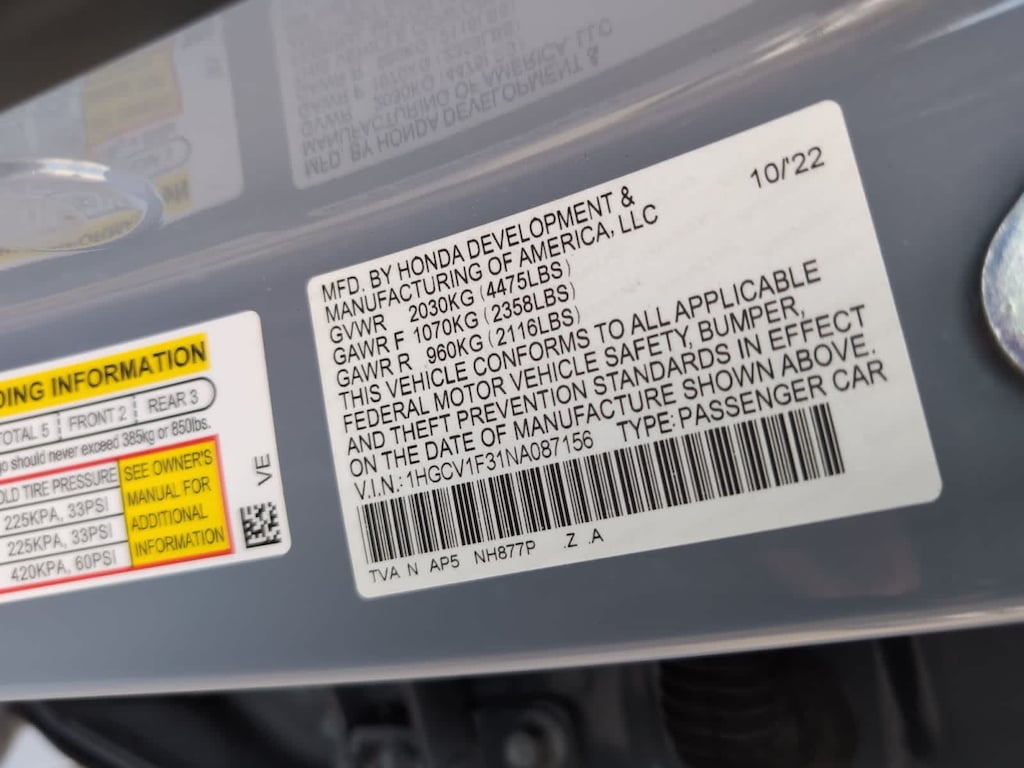 10/'22
MFD. BY HONDA DEVELOPMENT &
MANUFACTURING OF AMERICA, LLC
GVWR 2030KG (4475LBS)
GAWR F 1070KG (2358LBS)
GAWR R 960KG (2116LBS)
THIS VEHICLE CONFORMS TO ALL APPLICABLE
FEDERAL MOTOR VEHICLE SAFETY, BUMPER,
AND THEFT PREVENTION STANDARDS IN EFFECT
ON THE DATE OF MANUFACTURE SHOWN ABOVE.
V.I.N.: 1HGCV1F31NA087156 TYPE: PASSENGER CAR
TVA N AP5 NH877P .Z .A
DING INFORMATION
TOTAL 5 FRONT 2 REAR 3
go should never exceed 385kg or 850lbs.
OLD TIRE PRESSURE
225KPA, 33PSI
225KPA, 33PSI
420KPA, 60PSI
SEE OWNER'S
MANUAL FOR
ADDITIONAL
INFORMATION
VE